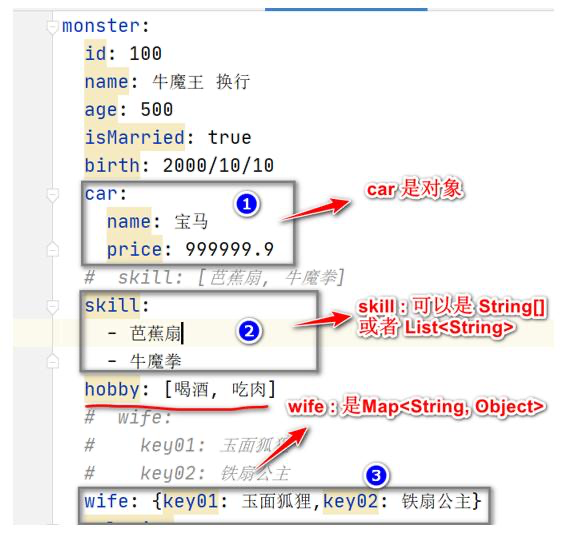 monster:
id: 100
name: 牛魔王 换行
age: 500
isMarried: true
birth: 2000/10/10
car:
1
car 是对象
name: 宝马
price: 999999.9
# skill: [芭蕉扇, 牛魔拳]
skill:
skill : 可以是 String[]
或者 List<String>
- 芭蕉扇
2
- 牛魔拳
hobby: [喝酒, 吃肉]
wife : 是Map<String, Object>
# wife:
# key01: 玉面狐狸
# key02: 铁扇公主
3
wife: {key01: 玉面狐狸,key02: 铁扇公主}